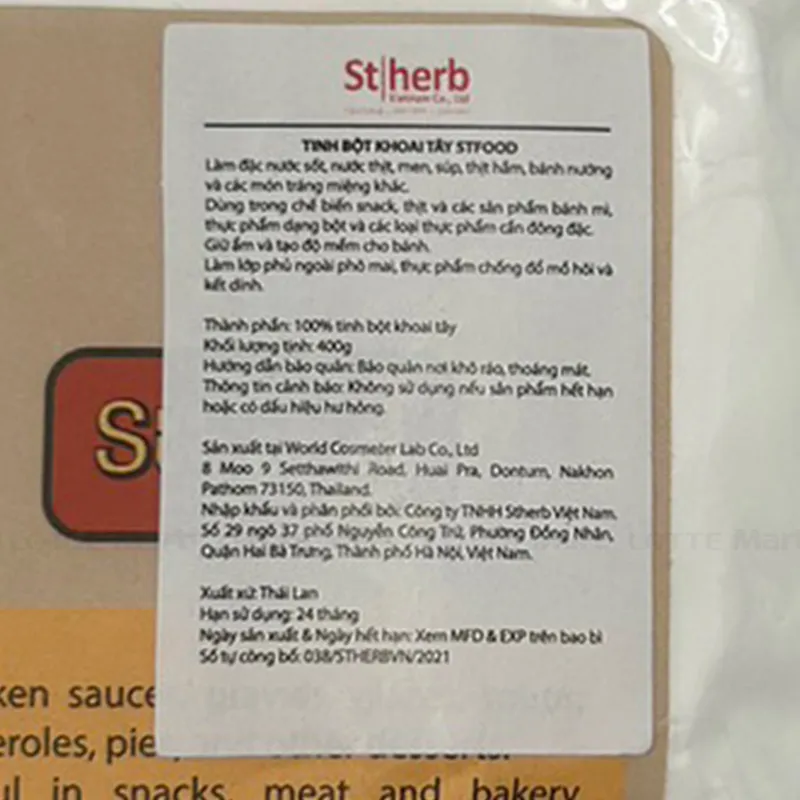 St|herb
Vietnam Co., Ltd
TINH BỘT KHOAI TÂY STFOOD
Làm đặc nước sốt, nước thịt, men, súp, thịt hầm, bánh nướng
và các món tráng miệng khác.
Dùng trong chế biến snack, thịt và các sản phẩm bánh mì,
thực phẩm dạng bột và các loại thực phẩm cần đông đặc.
Giữ ẩm và tạo độ mềm cho bánh.
Làm lớp phủ ngoài phô mai, thực phẩm chống đổ mồ hôi và
kết dính.
Thành phần: 100% tinh bột khoai tây
Khối lượng tịnh: 400g
Hướng dẫn bảo quản: Bảo quản nơi khô ráo, thoáng mát.
Thông tin cảnh báo: Không sử dụng nếu sản phẩm hết hạn
hoặc có dấu hiệu hư hỏng.
Sản xuất tại World Cosmeter Lab Co., Ltd
8 Moo 9 Setthawithi Road, Huai Pra, Dontum, Nakhon
Pathom 73150, Thailand.
Nhập khẩu và phân phối bởi: Công ty TNHH Stherb Việt Nam.
Số 29 ngõ 37 phố Nguyễn Công Trứ, Phường Đồng Nhân,
Quận Hai Bà Trưng, Thành phố Hà Nội, Việt Nam.
LOTTE Mart
Xuất xứ: Thái Lan
Hạn sử dụng: 24 tháng
Ngày sản xuất & Ngày hết hạn: Xem MFD & EXP trên bao bì
Số tự công bố: 038/STHERBVN/2021
ken sauce, gravies,
eroles, pies, and other desserts.
ul in snacks, meat and bakery